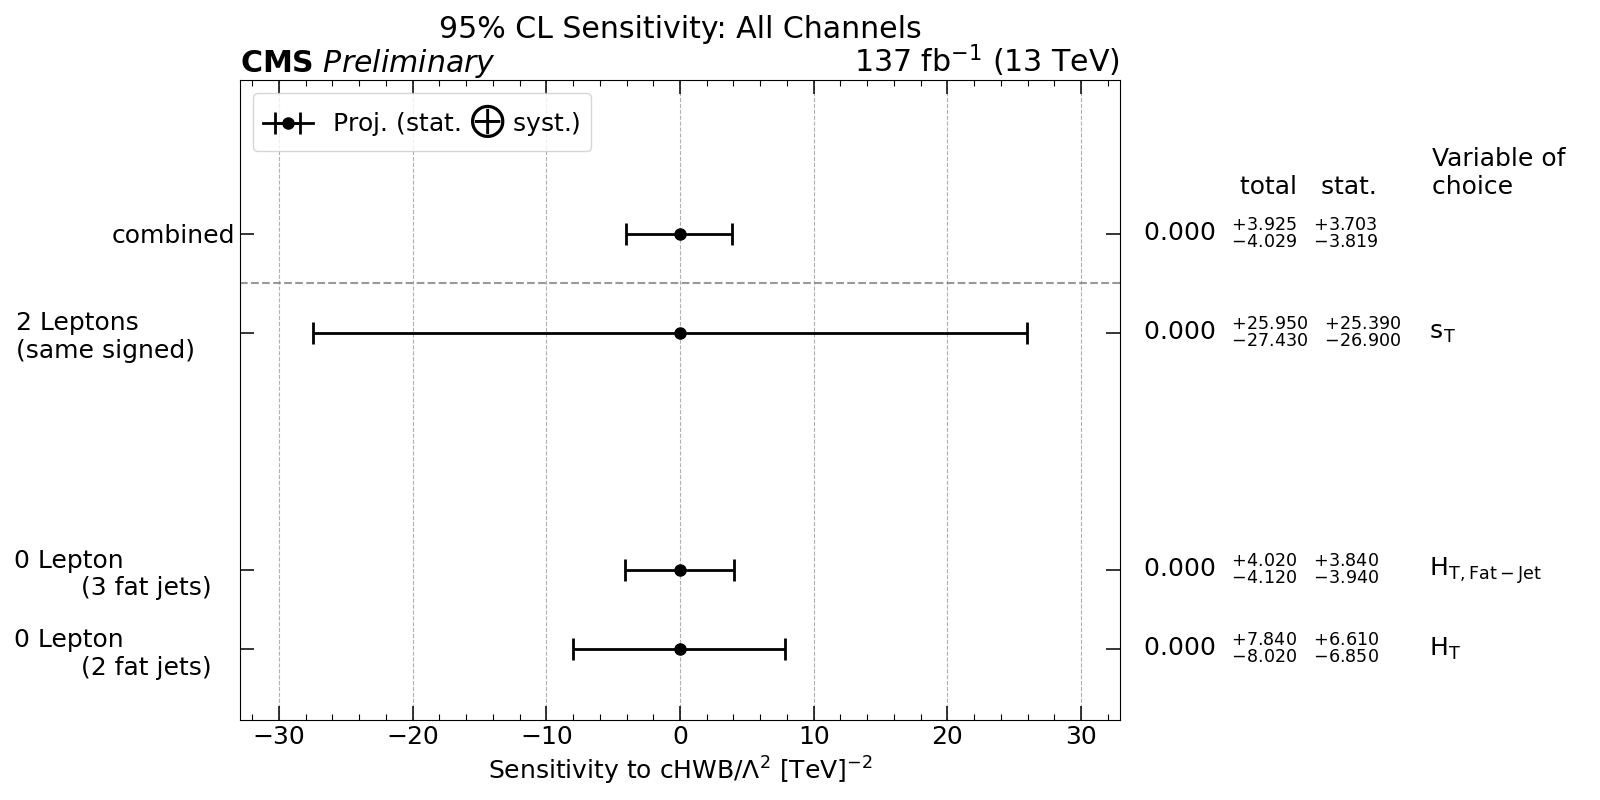 95% CL Sensitivity: All Channels
CMS Preliminary 137 fb⁻¹ (13 TeV)
Proj. (stat. ⊕ syst.)
Variable of
choice
total stat.
combined 0.000 +3.925 +3.703
−4.029 −3.819
2 Leptons
(same signed)
0.000 +25.950 +25.390 s_T
−27.430 −26.900
0 Lepton
(3 fat jets)
0.000 +4.020 +3.840 H_T, Fat−Jet
−4.120 −3.940
0 Lepton
(2 fat jets)
0.000 +7.840 +6.610 H_T
−8.020 −6.850
−30 −20 −10 0 10 20 30
Sensitivity to cHWB/Λ² [TeV]⁻²